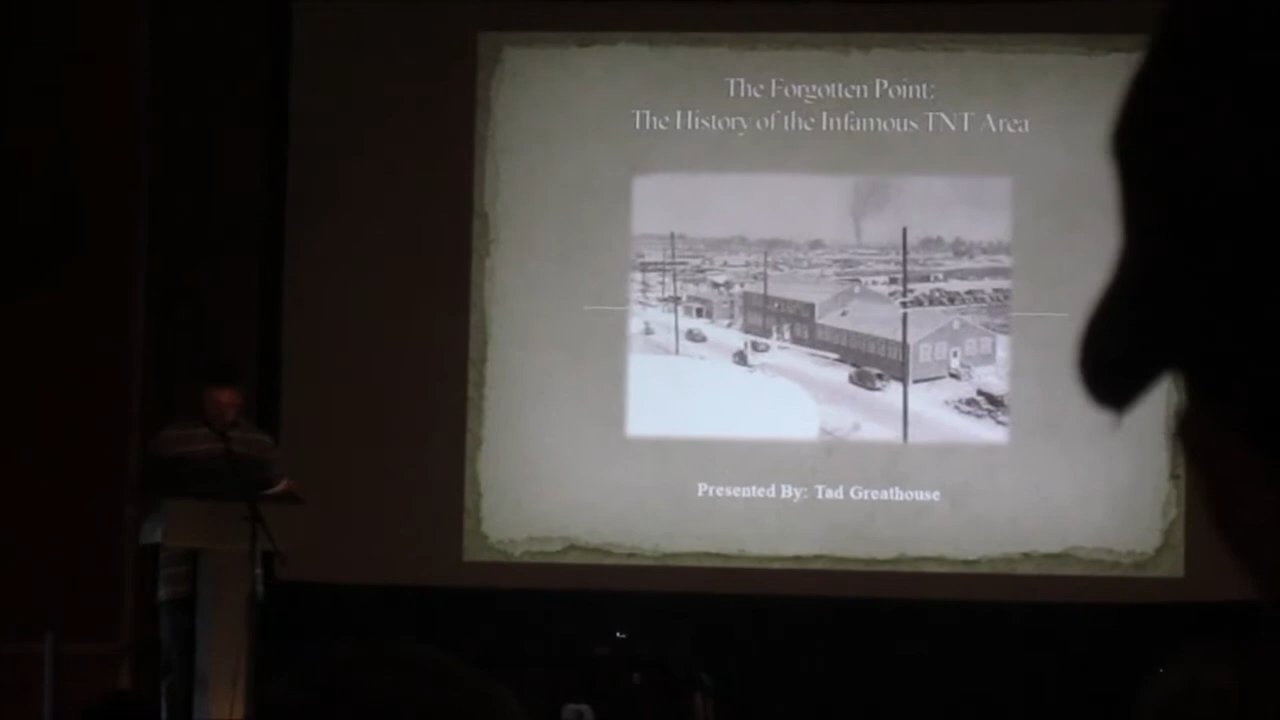 The Forgotten Point:
The History of the Infamous TNT Area
Presented By: Tad Greathouse